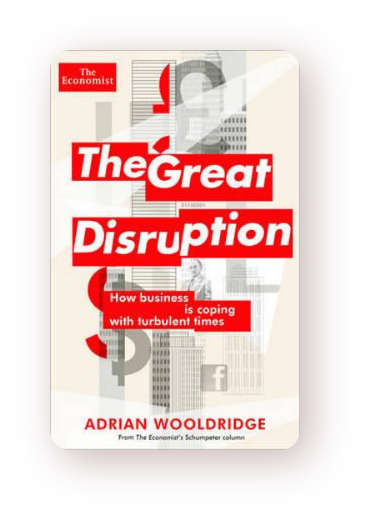 The
Economist
The Great
Disruption
How business
is coping
with turbulent times
ADRIAN WOOLDRIDGE
From The Economist's Schumpeter column